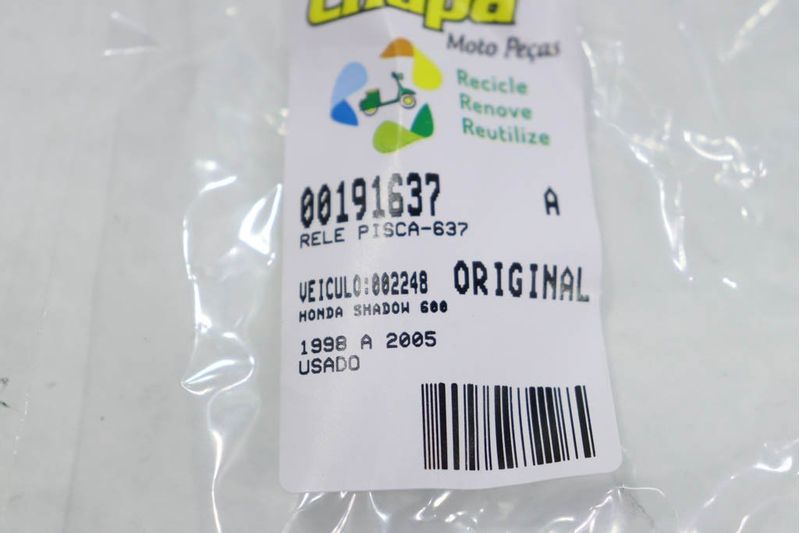 Chapa
Moto Peças
Recicle
Renove
Reutilize
00191637 A
RELE PISCA-637
VEICULO:002248 ORIGINAL
HONDA SHADOW 600
1998 A 2005
USADO